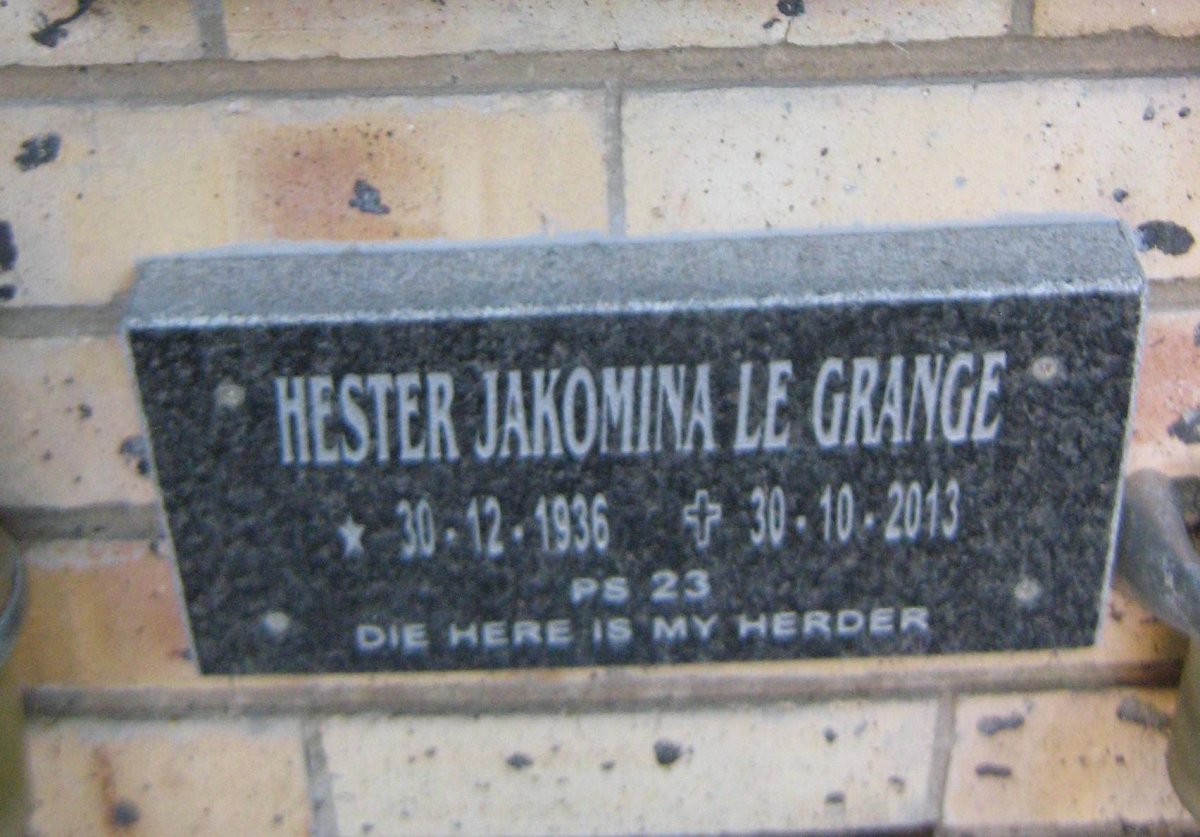 HESTER JAKOMINA LE GRANGE
★ 30 - 12 - 1936 ✝ 30 - 10 - 2013
PS 23
DIE HERE IS MY HERDER